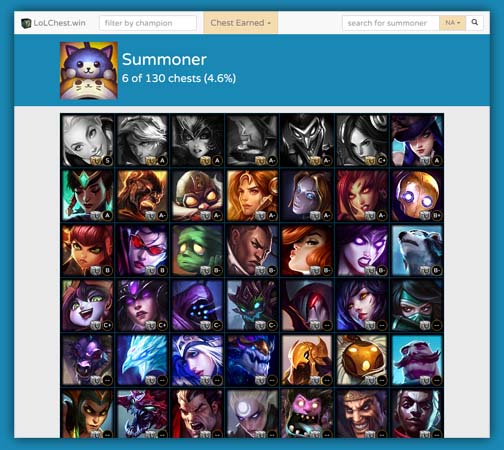 LoLChest.win filter by champion Chest Earned search for summoner NA
Summoner
6 of 130 chests (4.6%)
S A A A- A- C+ A
A A- A- A- A- A- B+
B B B- B- B- B- B-
C+ C+ C- C- -- -- --
-- -- -- -- -- -- --
-- -- -- -- -- -- --